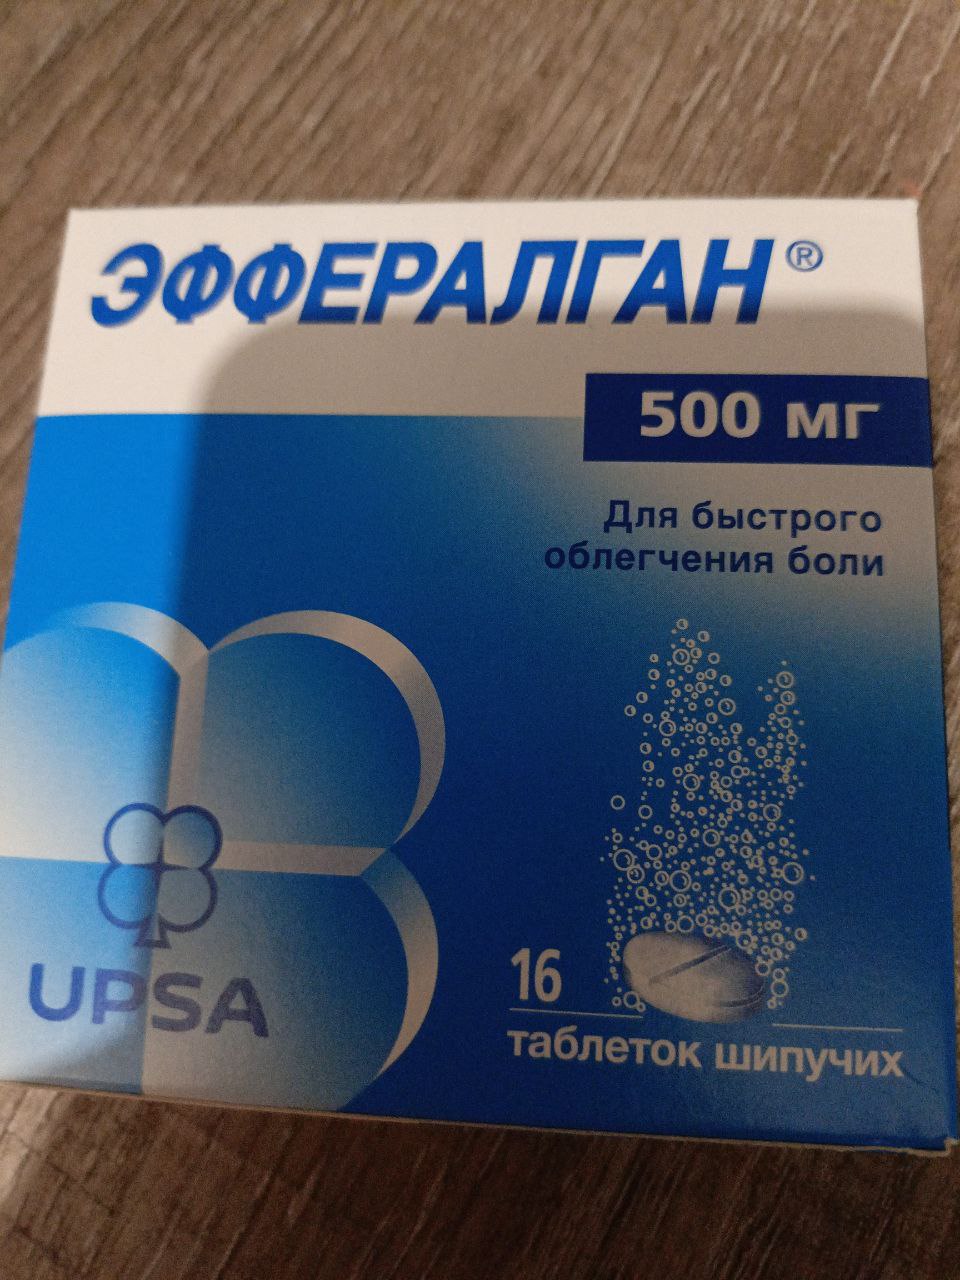 ЭФФЕРАЛГАН®
500 мг
Для быстрого
облегчения боли
UPSA
16
таблеток шипучих